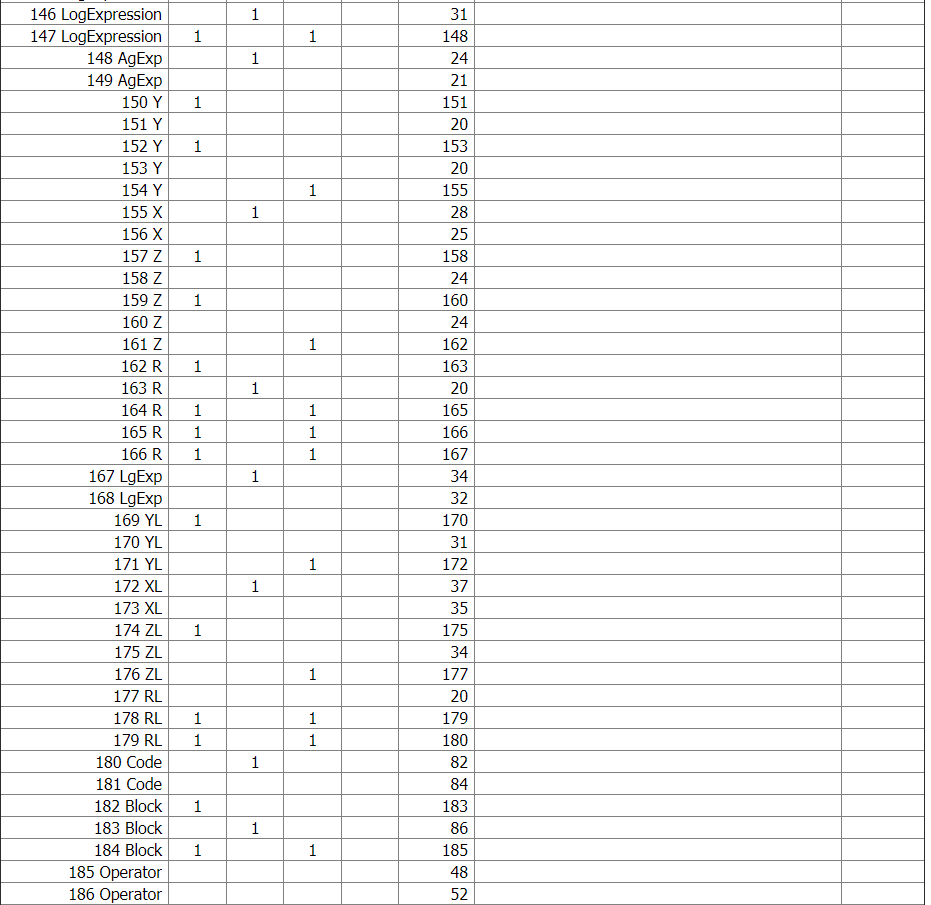 146 LogExpression 1 31
147 LogExpression 1 1 148
148 AgExp 1 24
149 AgExp 21
150 Y 1 151
151 Y 20
152 Y 1 153
153 Y 20
154 Y 1 155
155 X 1 28
156 X 25
157 Z 1 158
158 Z 24
159 Z 1 160
160 Z 24
161 Z 1 162
162 R 1 163
163 R 1 20
164 R 1 1 165
165 R 1 1 166
166 R 1 1 167
167 LgExp 1 34
168 LgExp 32
169 YL 1 170
170 YL 31
171 YL 1 172
172 XL 1 37
173 XL 35
174 ZL 1 175
175 ZL 34
176 ZL 1 177
177 RL 20
178 RL 1 1 179
179 RL 1 1 180
180 Code 1 82
181 Code 84
182 Block 1 183
183 Block 1 86
184 Block 1 1 185
185 Operator 48
186 Operator 52